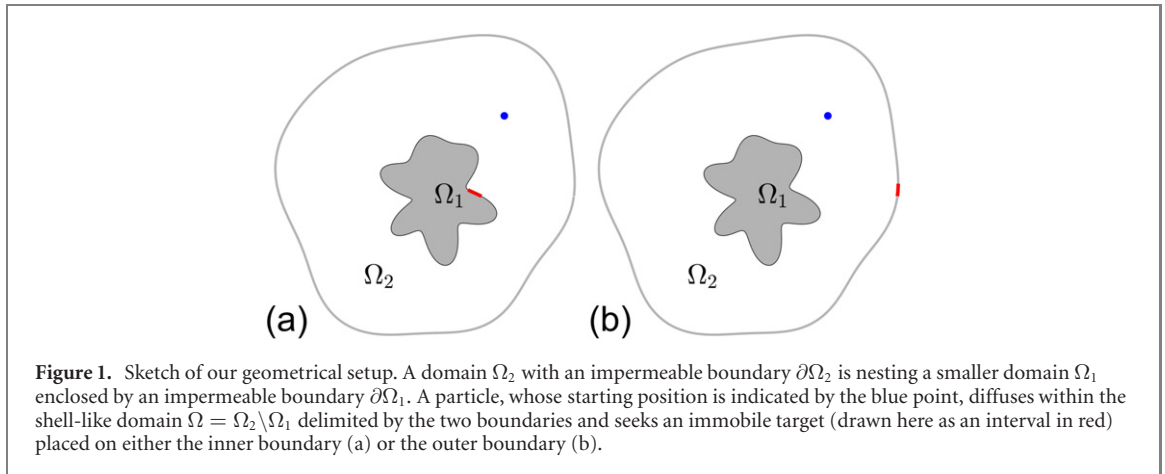 Ω₁
Ω₂
(a)
Ω₁
Ω₂
(b)
Figure 1. Sketch of our geometrical setup. A domain Ω₂ with an impermeable boundary ∂Ω₂ is nesting a smaller domain Ω₁
enclosed by an impermeable boundary ∂Ω₁. A particle, whose starting position is indicated by the blue point, diffuses within the
shell-like domain Ω = Ω₂\Ω₁ delimited by the two boundaries and seeks an immobile target (drawn here as an interval in red)
placed on either the inner boundary (a) or the outer boundary (b).